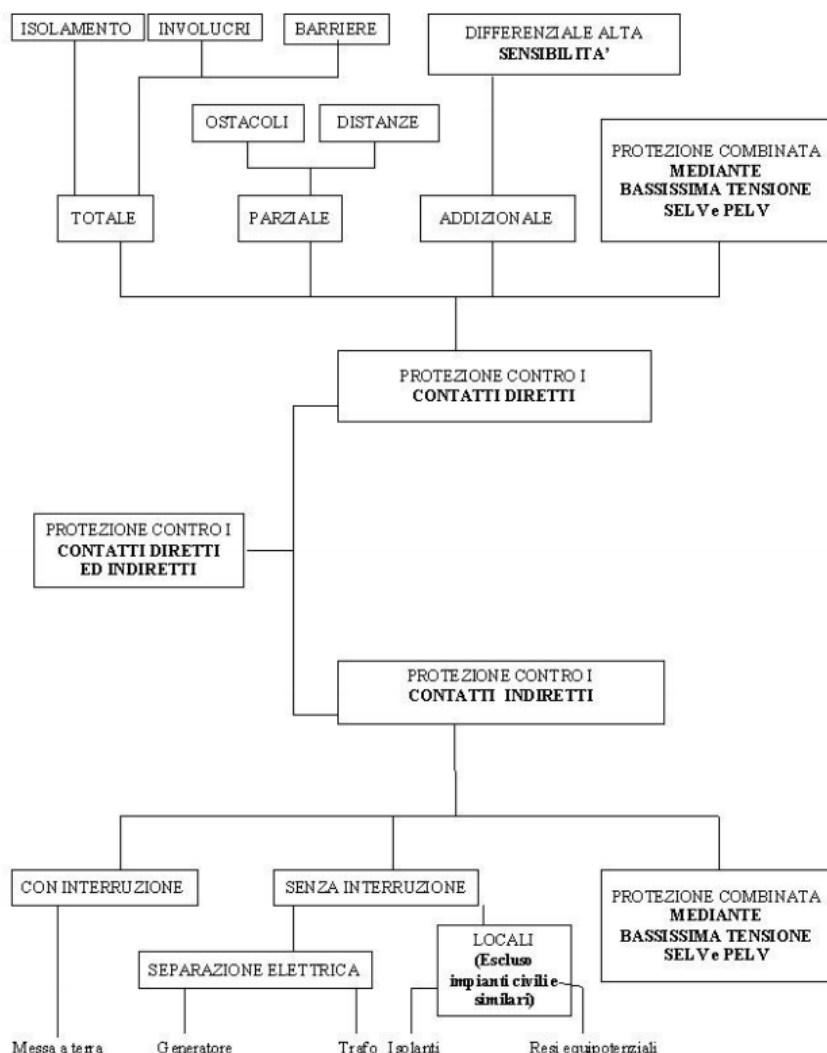 ISOLAMENTO
INVOLUCRI
BARRIERE
DIFFERENZIALE ALTA
SENSIBILITA'
OSTACOLI
DISTANZE
PROTEZIONE COMBINATA
MEDIANTE
BASSISSIMA TENSIONE
SELV e PELV
TOTALE
PARZIALE
ADDIZIONALE
PROTEZIONE CONTRO I
CONTATTI DIRETTI
PROTEZIONE CONTRO I
CONTATTI DIRETTI
ED INDIRETTI
PROTEZIONE CONTRO I
CONTATTI INDIRETTI
CON INTERRUZIONE
SENZA INTERRUZIONE
PROTEZIONE COMBINATA
MEDIANTE
BASSISSIMA TENSIONE
SELV e PELV
SEPARAZIONE ELETTRICA
LOCALI
(Escluso
impianti civili e
similari)
Messa a terra
Generatore
Trafo
Isolanti
Resi equipotenziali